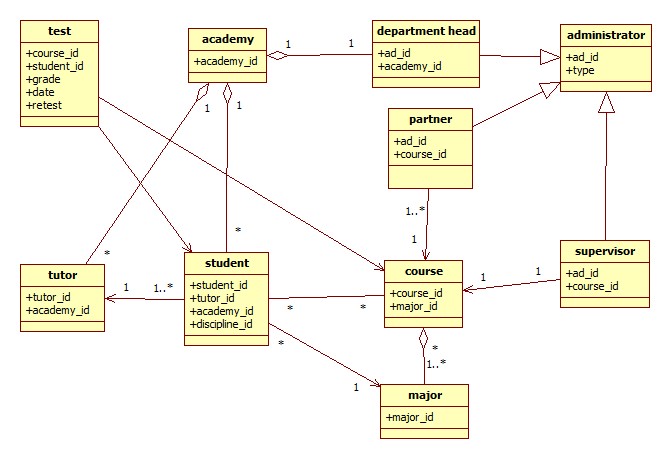 test
+course_id
+student_id
+grade
+date
+retest
academy
+academy_id
1
1
department head
+ad_id
+academy_id
administrator
+ad_id
+type
partner
+ad_id
+course_id
1
1
*
*
1..*
1
tutor
+tutor_id
+academy_id
1
1..*
student
+student_id
+tutor_id
+academy_id
+discipline_id
*
*
course
+course_id
+major_id
1
1
supervisor
+ad_id
+course_id
*
1
*
1..*
major
+major_id